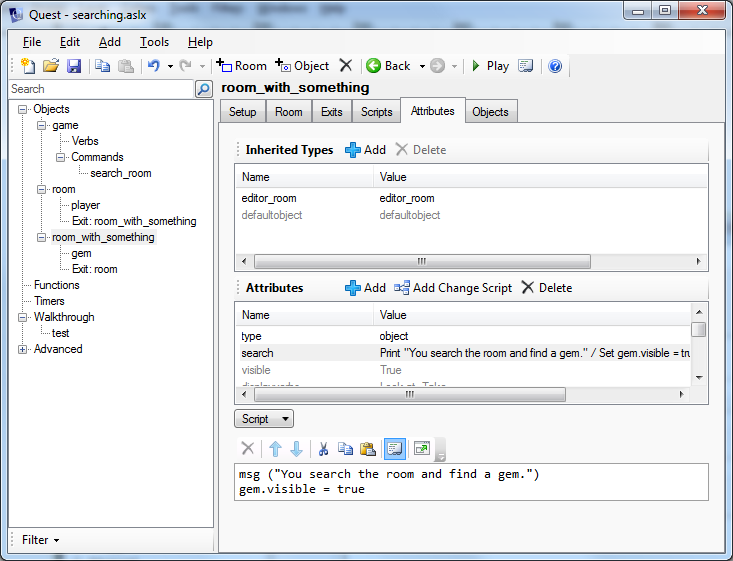 Quest - searching.aslx
File Edit Add Tools Help
Room Object Back Play
Search
Objects
game
Verbs
Commands
search_room
room
player
Exit: room_with_something
room_with_something
gem
Exit: room
Functions
Timers
Walkthrough
test
Advanced
Filter
room_with_something
Setup Room Exits Scripts Attributes Objects
Inherited Types Add Delete
Name Value
editor_room editor_room
defaultobject defaultobject
Attributes Add Add Change Script Delete
Name Value
type object
search Print "You search the room and find a gem." / Set gem.visible = tru
visible True
Script
msg ("You search the room and find a gem.")
gem.visible = true